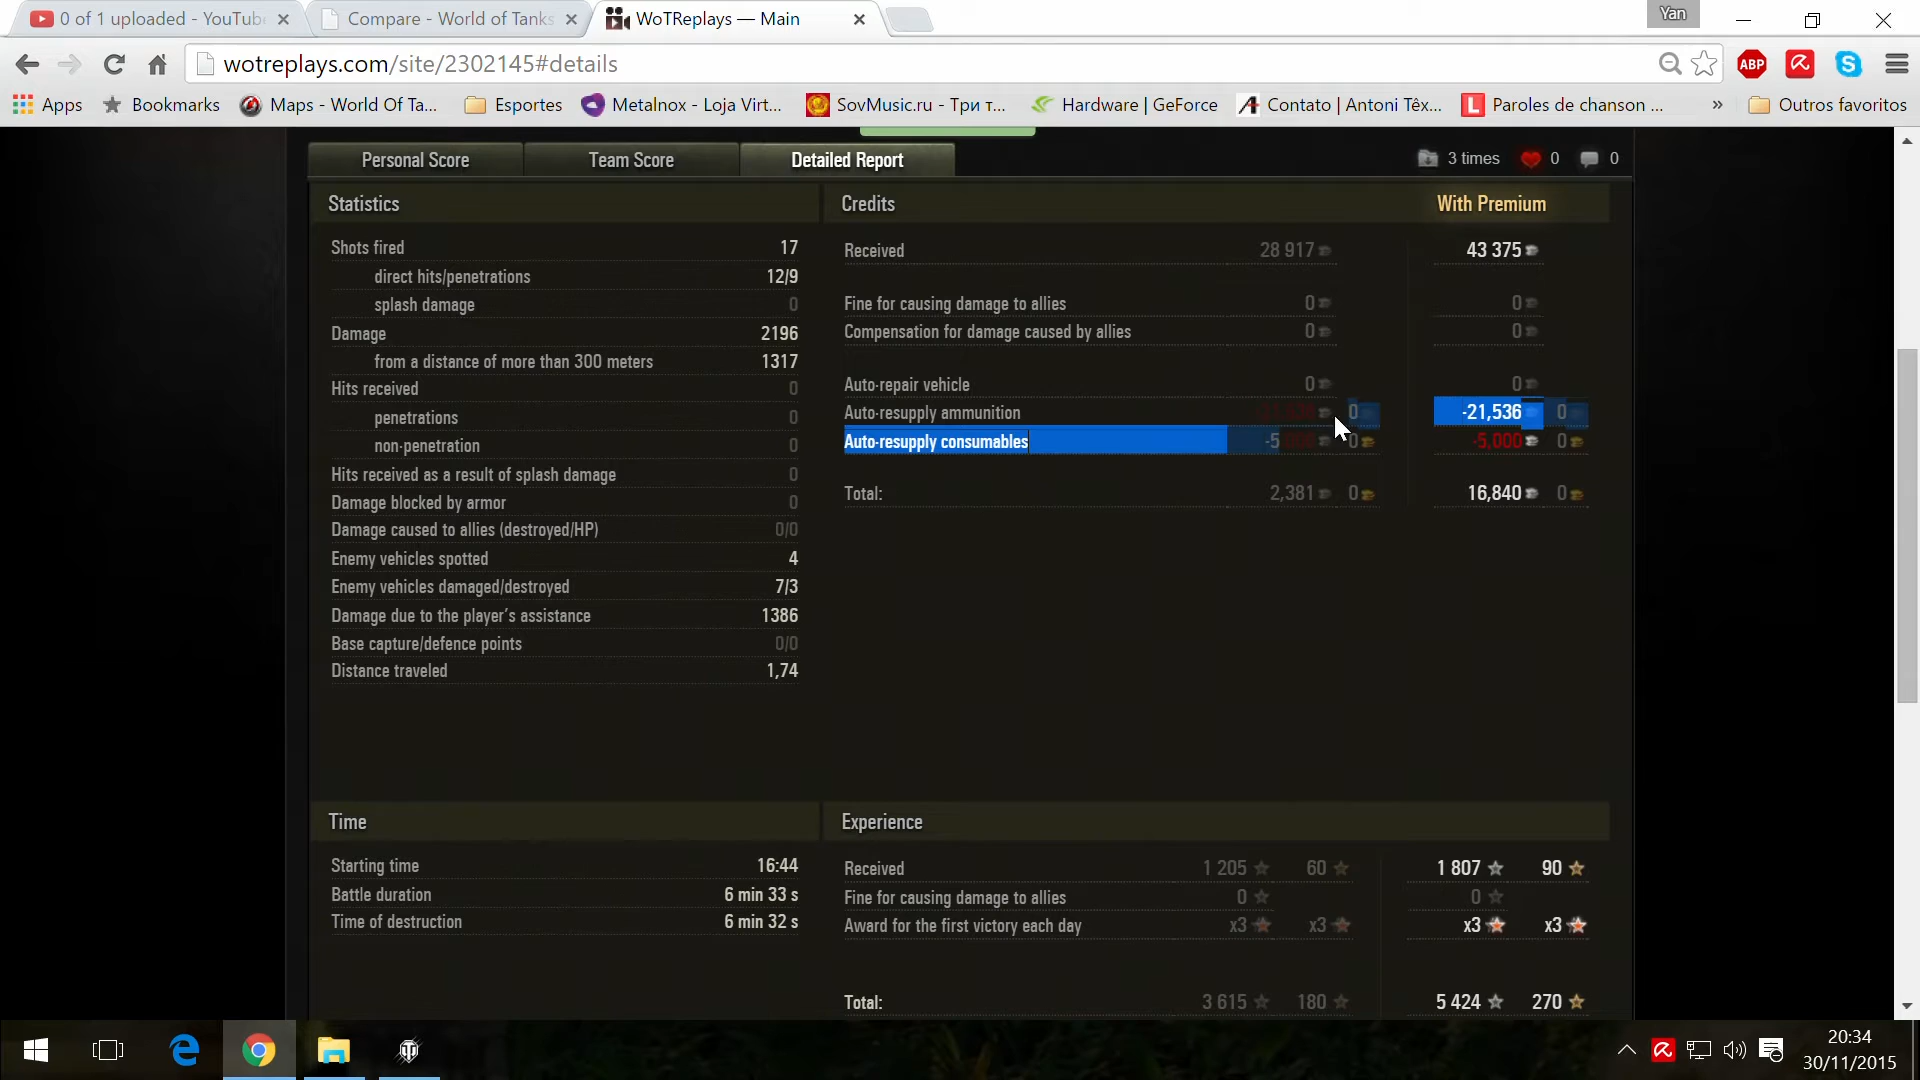 0 of 1 uploaded - YouTub
Compare - World of Tanks
WoTReplays — Main
Yan
wotreplays.com/site/2302145#details
ABP
Apps
Bookmarks
Maps - World Of Ta...
Esportes
Metalnox - Loja Virt...
SovMusic.ru - Три т...
Hardware | GeForce
Contato | Antoni Têx...
Paroles de chanson ...
»
Outros favoritos
Personal Score
Team Score
Detailed Report
3 times
0
0
Statistics
Shots fired 17
direct hits/penetrations 12/9
splash damage 0
Damage 2196
from a distance of more than 300 meters 1317
Hits received 0
penetrations 0
non-penetration 0
Hits received as a result of splash damage 0
Damage blocked by armor 0
Damage caused to allies (destroyed/HP) 0/0
Enemy vehicles spotted 4
Enemy vehicles damaged/destroyed 7/3
Damage due to the player's assistance 1386
Base capture/defence points 0/0
Distance traveled 1,74
Credits With Premium
Received 28 917 43 375
Fine for causing damage to allies 0 0
Compensation for damage caused by allies 0 0
Auto-repair vehicle 0 0
Auto-resupply ammunition 0 -21,536 0
Auto-resupply consumables 0 -5,000 0
Total: 2,381 0 16,840 0
Time
Starting time 16:44
Battle duration 6 min 33 s
Time of destruction 6 min 32 s
Experience
Received 1 205 60 1 807 90
Fine for causing damage to allies 0 0
Award for the first victory each day x3 x3 x3 x3
Total: 3 615 180 5 424 270
20:34
30/11/2015